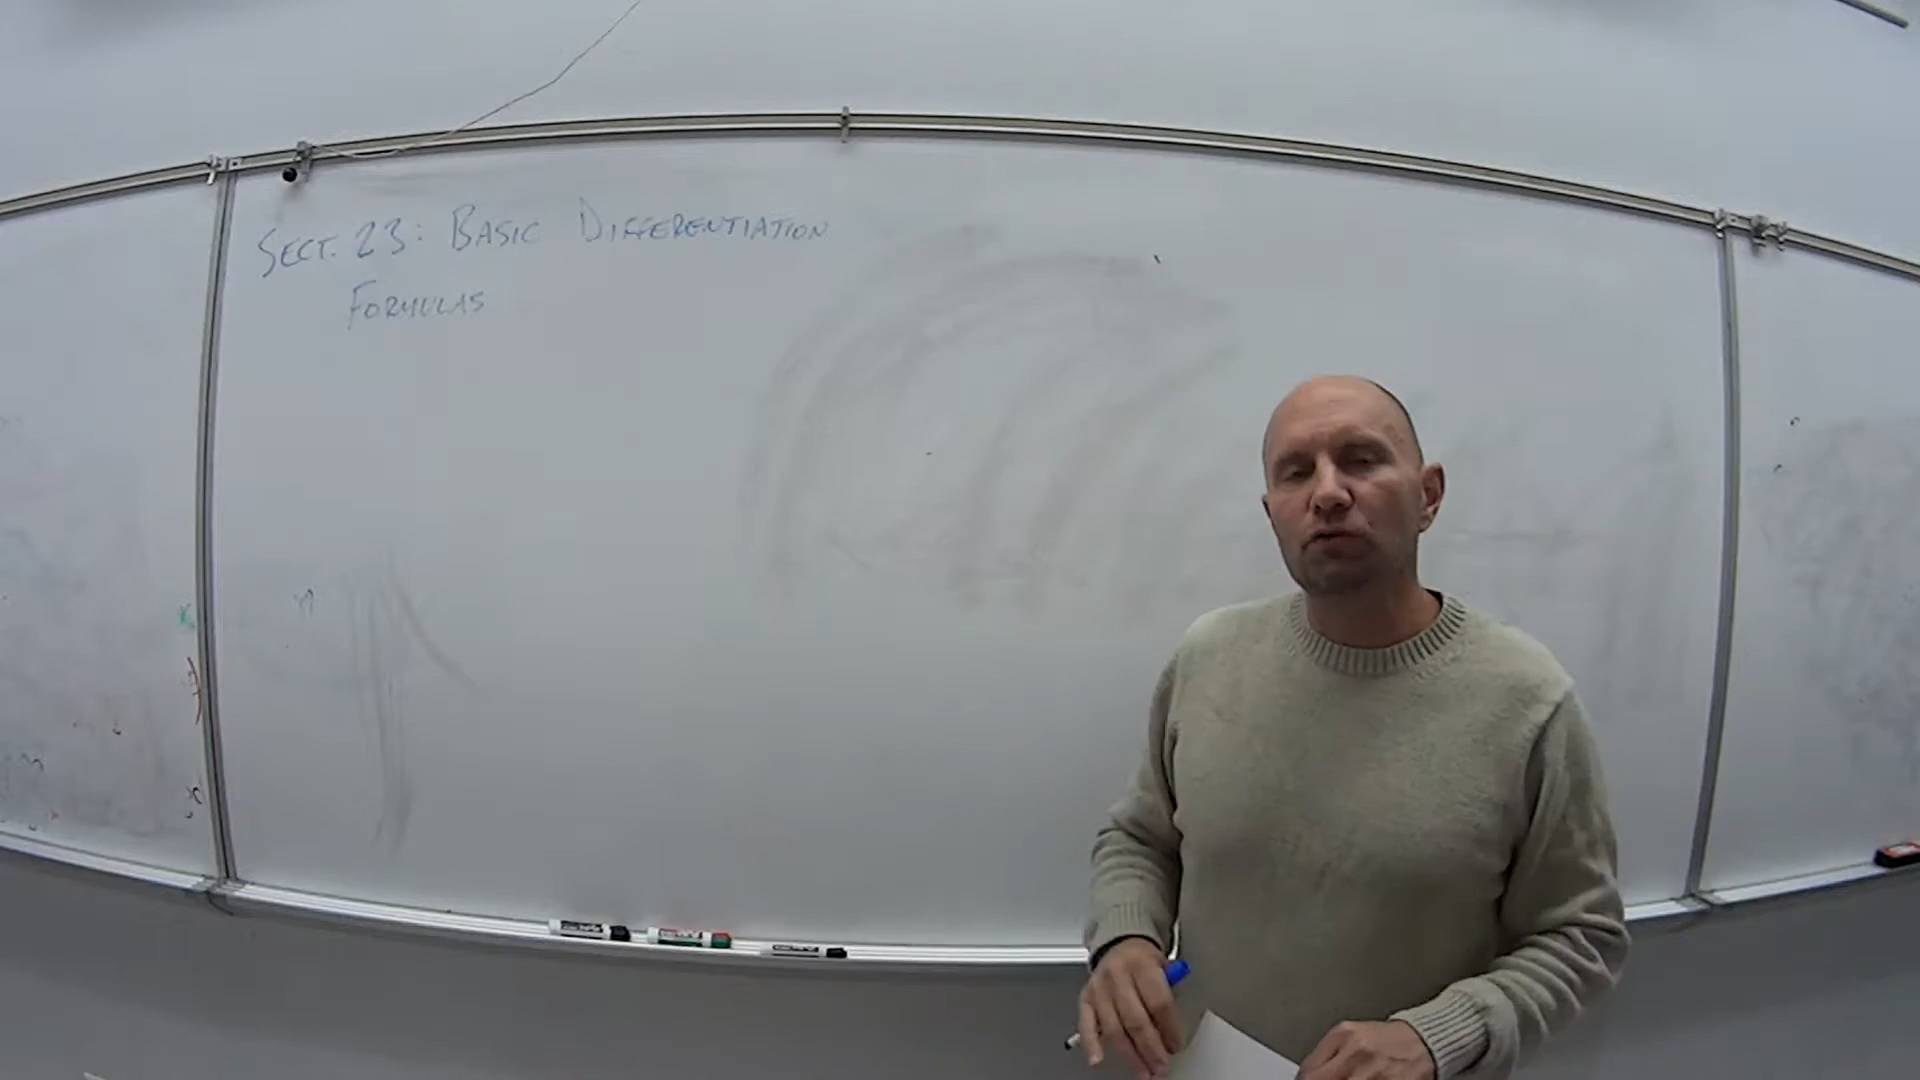 SECT. 23: BASIC DIFFERENTIATION
FORMULAS